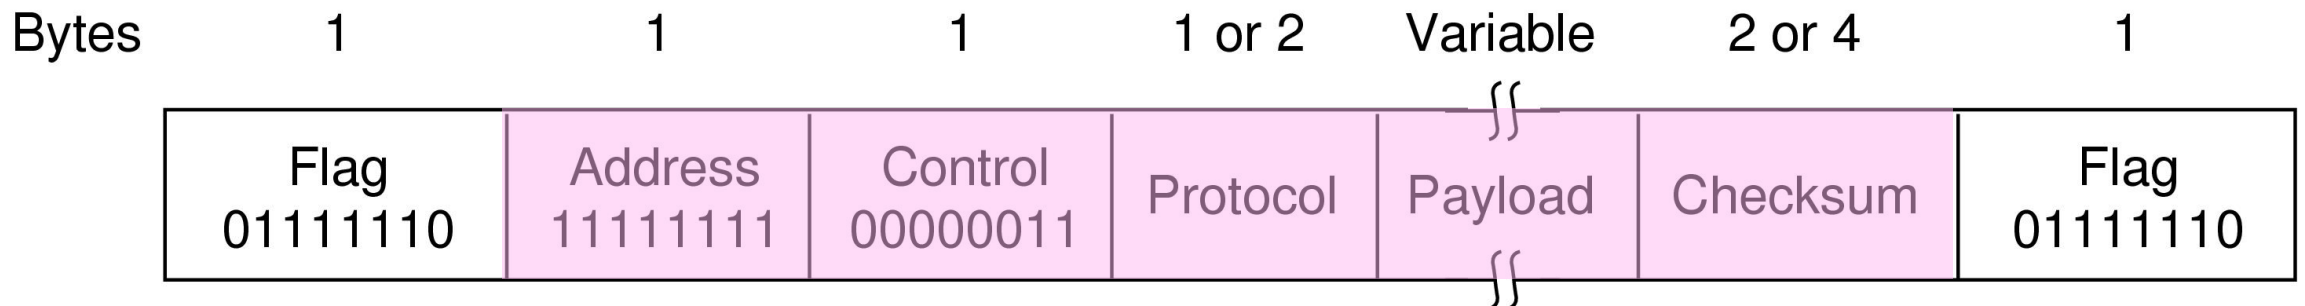 Bytes 1 1 1 1 or 2 Variable 2 or 4 1
Flag Address Control Protocol Payload Checksum Flag
01111110 11111111 00000011 01111110